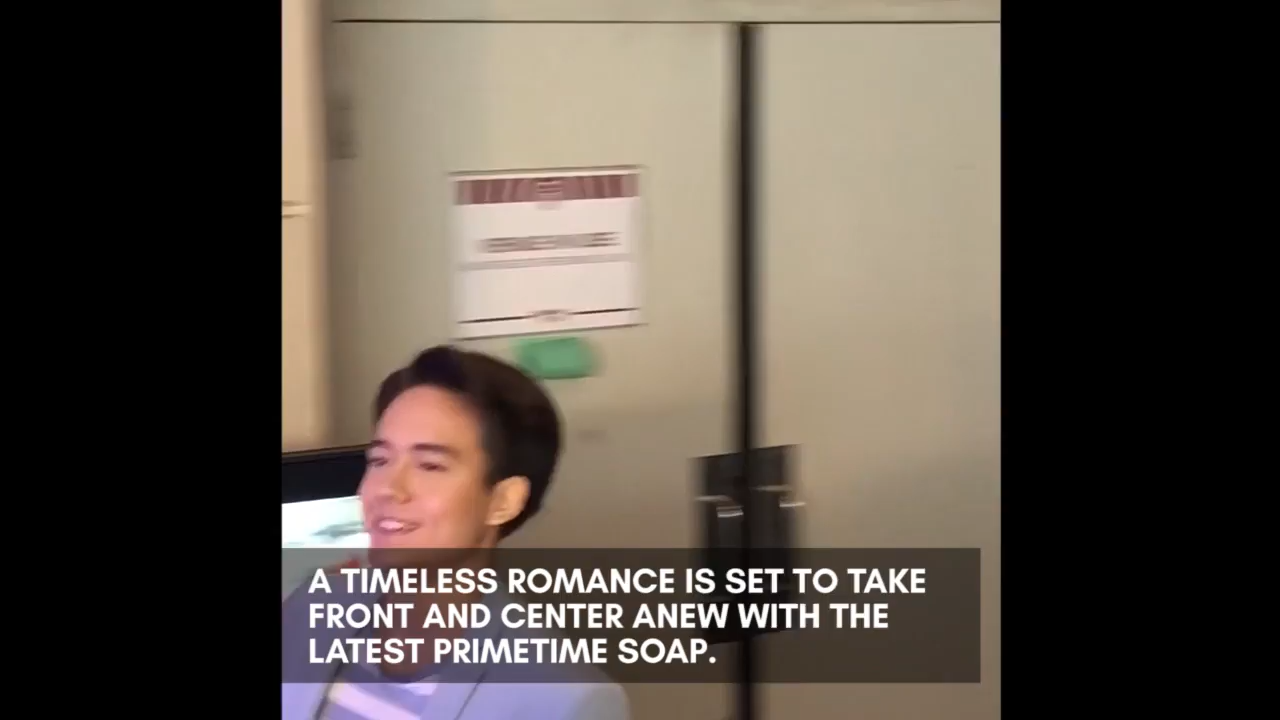 A TIMELESS ROMANCE IS SET TO TAKE
FRONT AND CENTER ANEW WITH THE
LATEST PRIMETIME SOAP.